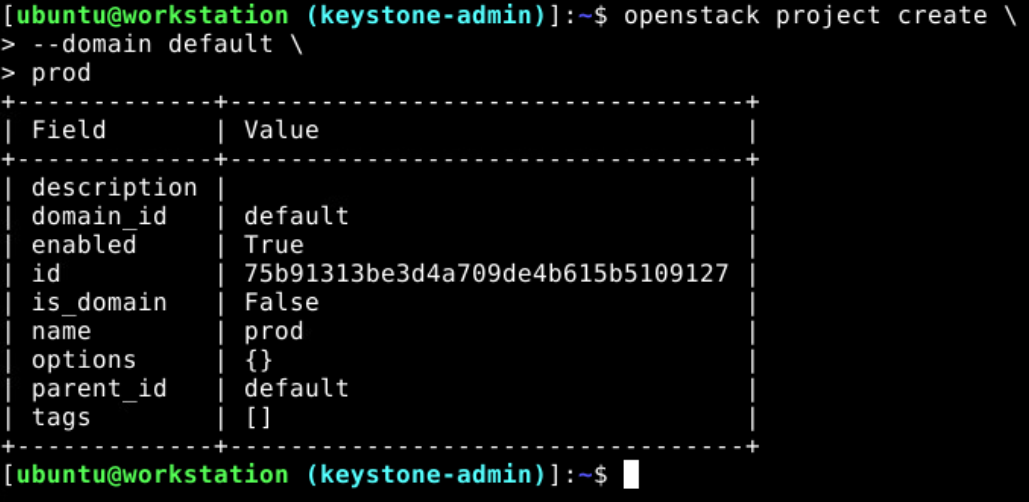 [ubuntu@workstation (keystone-admin)]:~$ openstack project create \
> --domain default \
> prod
+-------------+----------------------------------+
| Field       | Value                            |
+-------------+----------------------------------+
| description |                                  |
| domain_id   | default                          |
| enabled     | True                             |
| id          | 75b91313be3d4a709de4b615b5109127 |
| is_domain   | False                            |
| name        | prod                             |
| options     | {}                               |
| parent_id   | default                          |
| tags        | []                               |
+-------------+----------------------------------+
[ubuntu@workstation (keystone-admin)]:~$